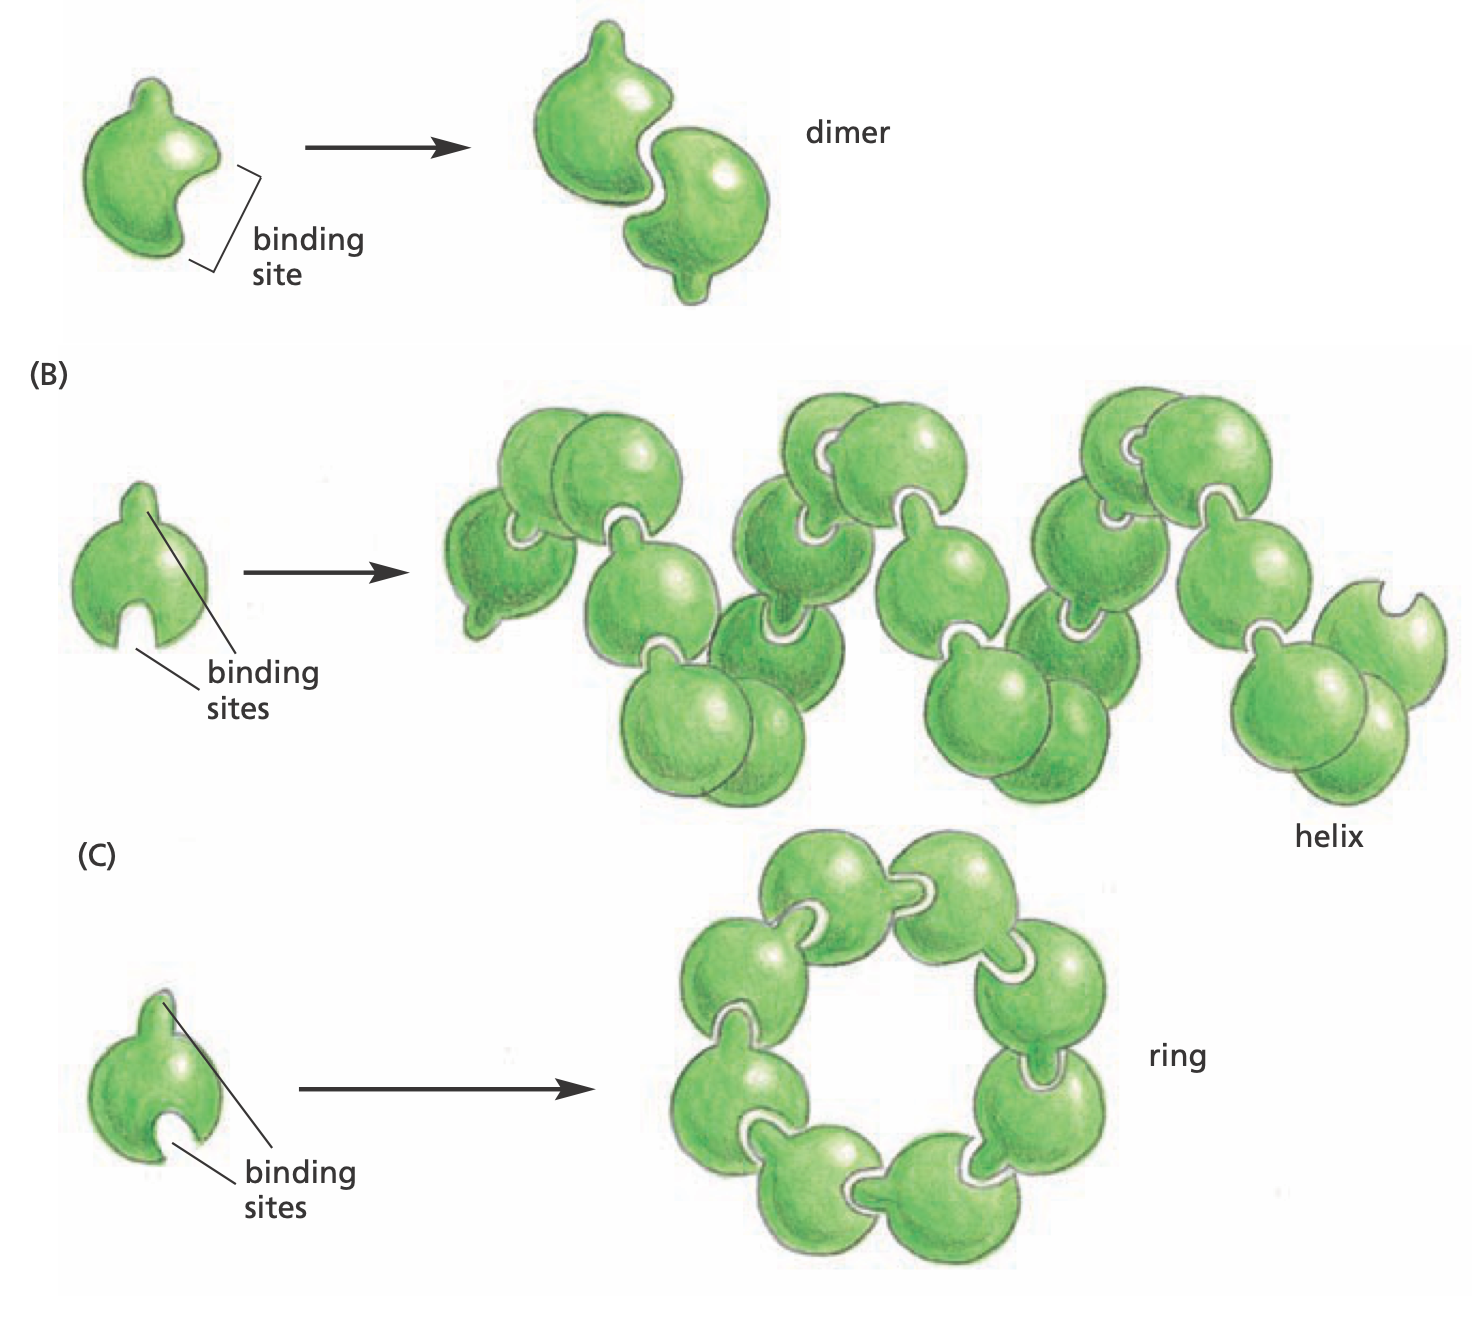 dimer
binding
site
(B)
binding
sites
helix
(C)
ring
binding
sites